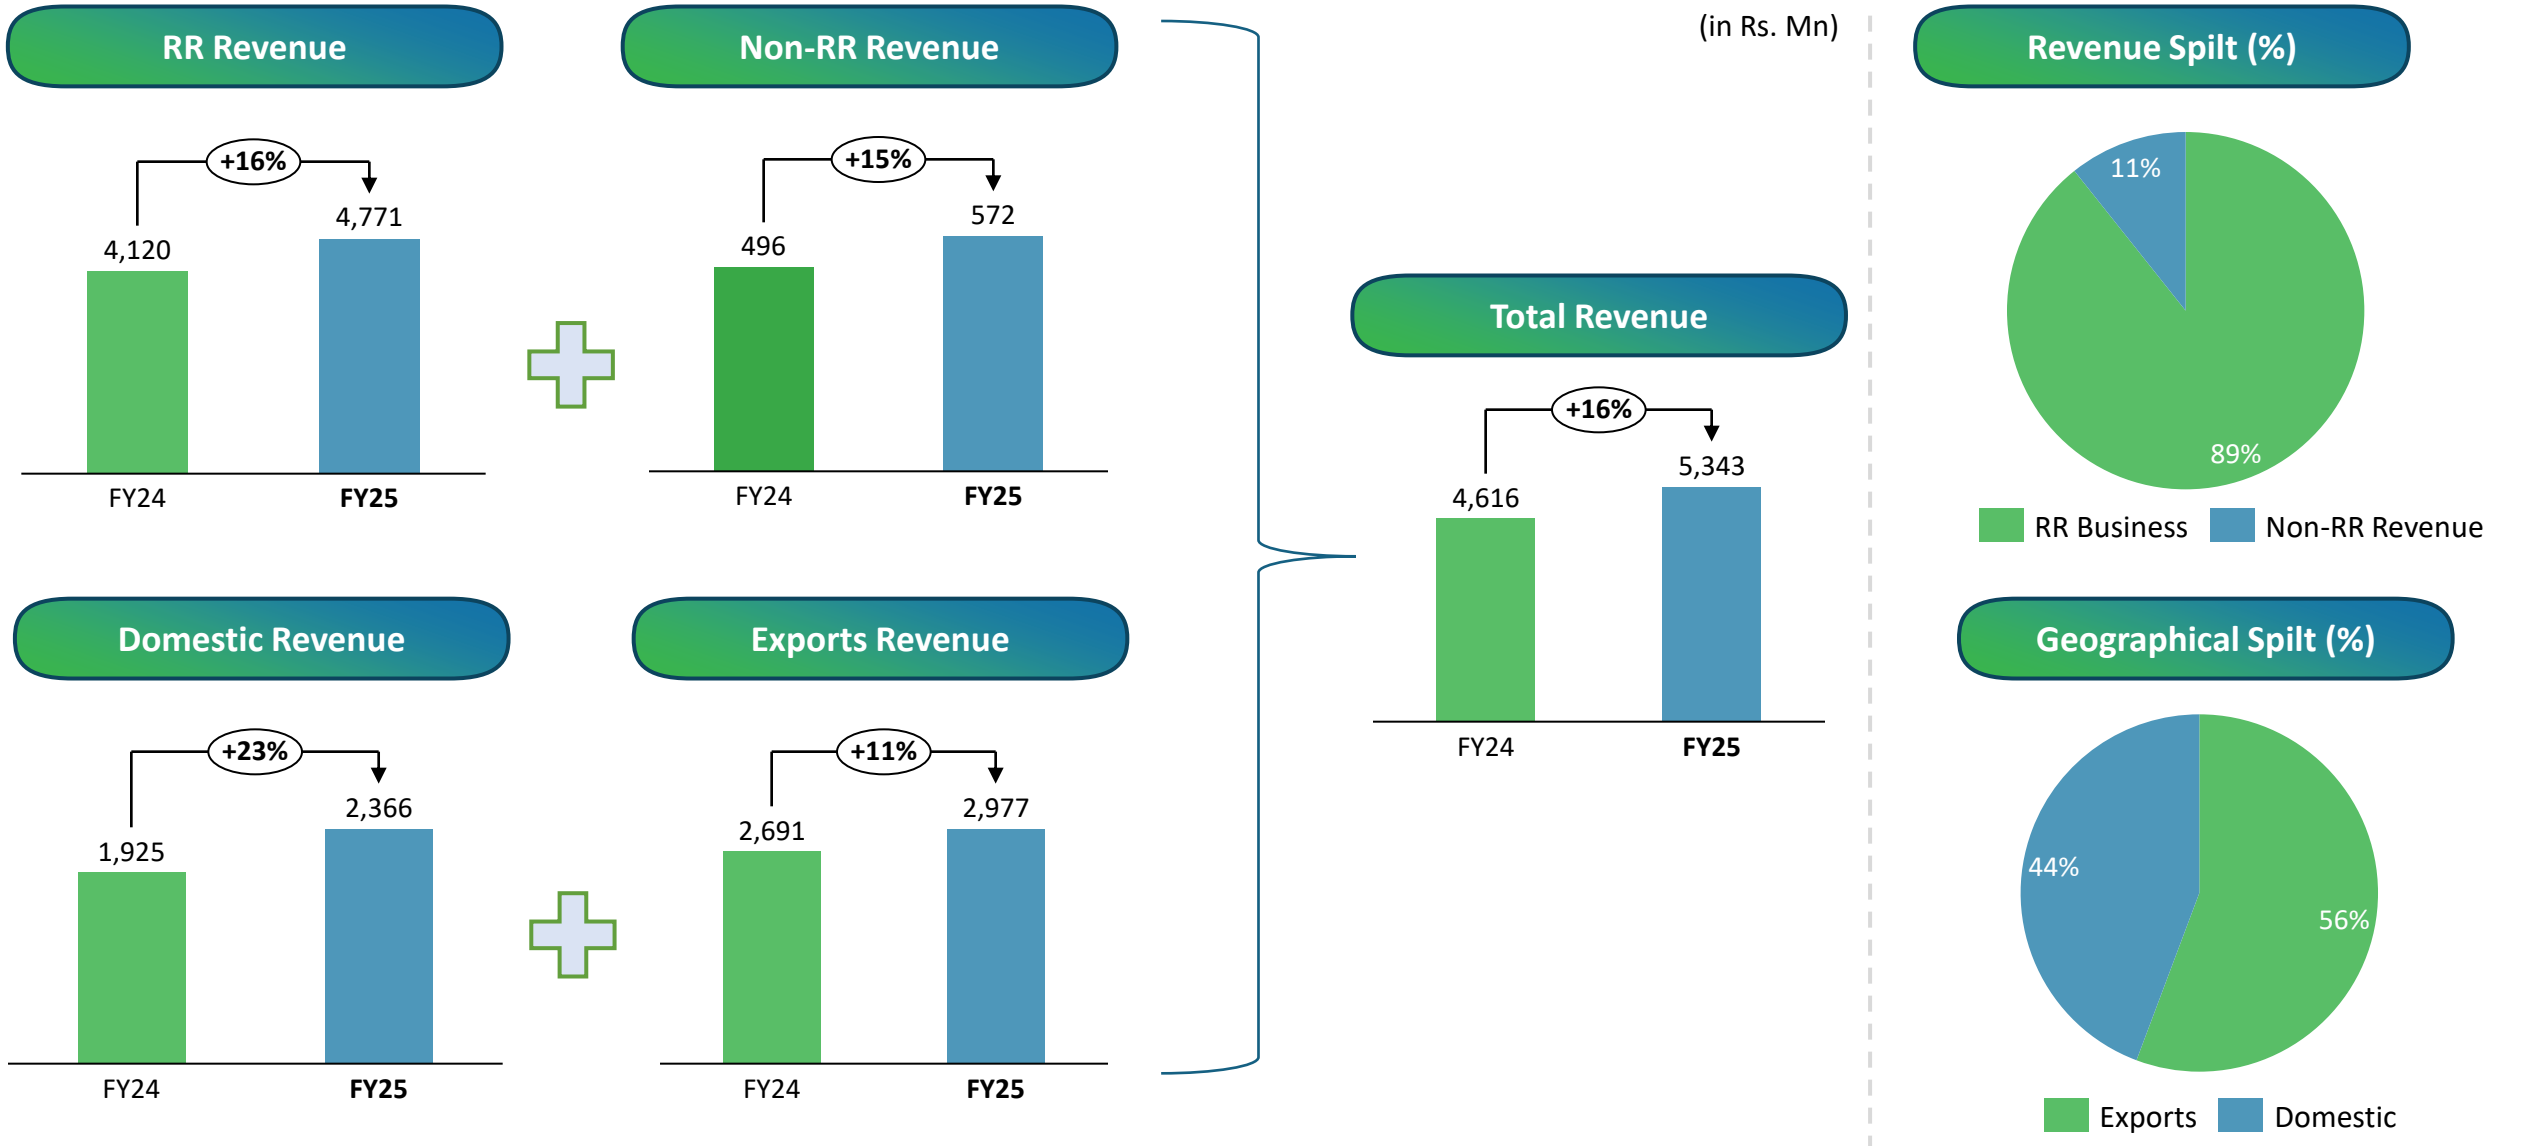 RR Revenue
+16%
4,120
4,771
FY24
FY25
Non-RR Revenue
+15%
496
572
FY24
FY25
Domestic Revenue
+23%
1,925
2,366
FY24
FY25
Exports Revenue
+11%
2,691
2,977
FY24
FY25
(in Rs. Mn)
Total Revenue
+16%
4,616
5,343
FY24
FY25
Revenue Spilt (%)
11%
89%
RR Business
Non-RR Revenue
Geographical Spilt (%)
44%
56%
Exports
Domestic